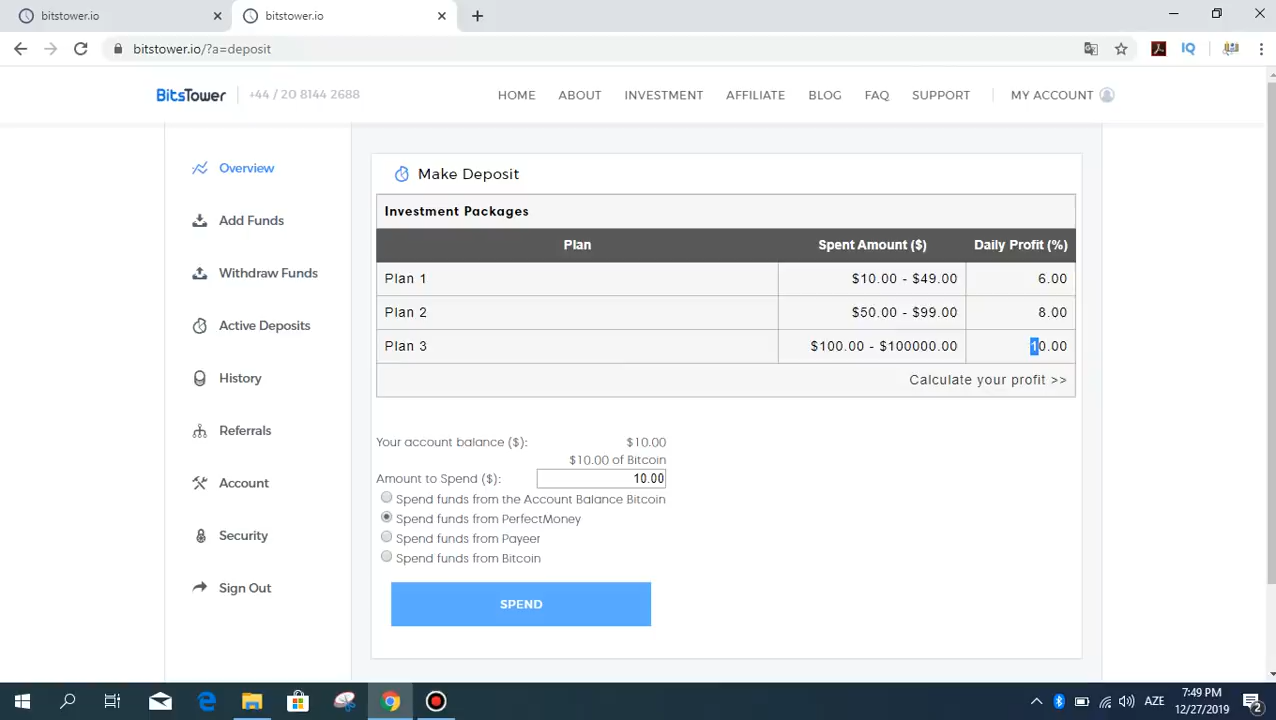 bitstower.io
bitstower.io
bitstower.io/?a=deposit
IQ
BitsTower
+44 / 20 8144 2688
HOME
ABOUT
INVESTMENT
AFFILIATE
BLOG
FAQ
SUPPORT
MY ACCOUNT
Overview
Add Funds
Withdraw Funds
Active Deposits
History
Referrals
Account
Security
Sign Out
Make Deposit
Investment Packages
Plan Spent Amount ($) Daily Profit (%)
Plan 1 $10.00 - $49.00 6.00
Plan 2 $50.00 - $99.00 8.00
Plan 3 $100.00 - $100000.00 10.00
Calculate your profit >>
Your account balance ($): $10.00
$10.00 of Bitcoin
Amount to Spend ($): 10.00
Spend funds from the Account Balance Bitcoin
Spend funds from PerfectMoney
Spend funds from Payeer
Spend funds from Bitcoin
SPEND
AZE
7:49 PM
12/27/2019
2